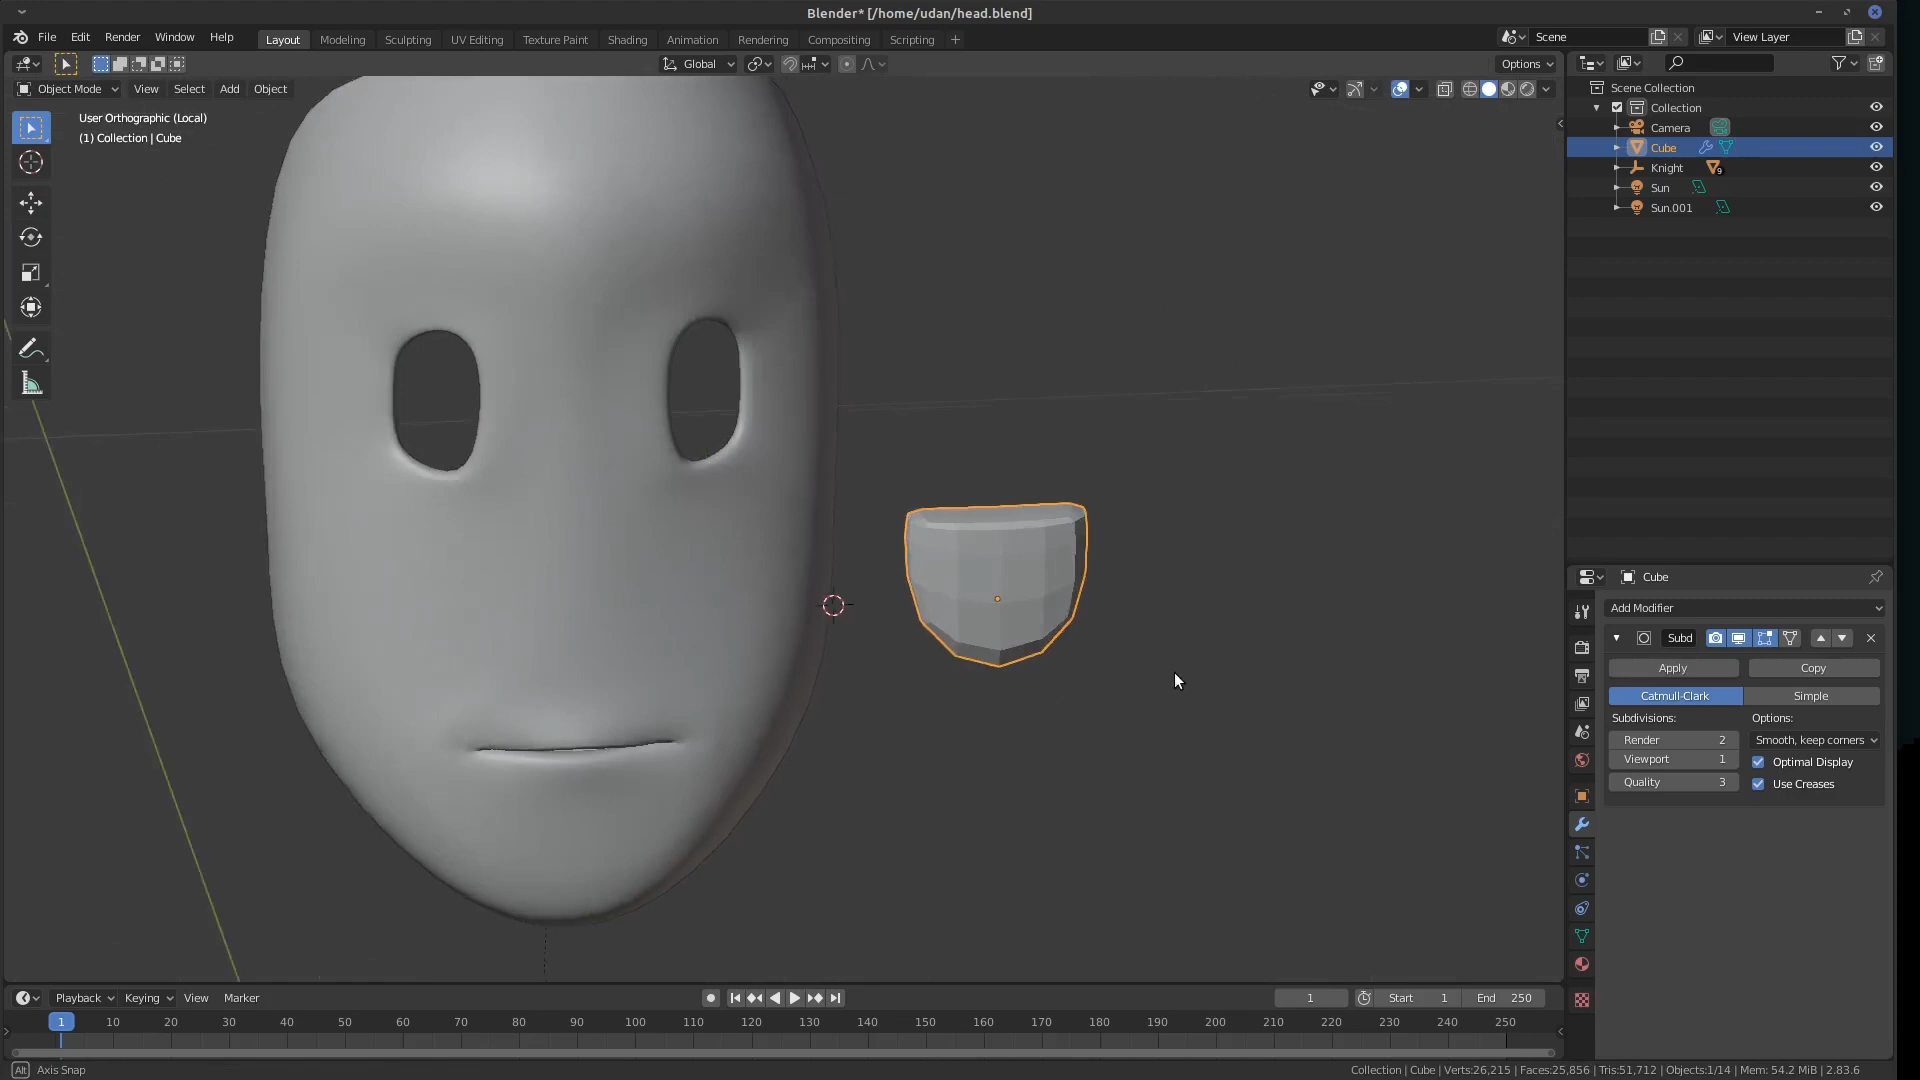 Blender* [/home/udan/head.blend]
File Edit Render Window Help
Layout Modeling Sculpting UV Editing Texture Paint Shading Animation Rendering Compositing Scripting +
Scene
View Layer
Global
Options
Object Mode View Select Add Object
User Orthographic (Local)
(1) Collection | Cube
Scene Collection
Collection
Camera
Cube
Knight
9
Sun
Sun.001
Cube
Add Modifier
Subd
Apply Copy
Catmull-Clark Simple
Subdivisions: Options:
Render 2 Smooth, keep corners
Viewport 1 Optimal Display
Quality 3 Use Creases
Playback Keying View Marker
1 Start 1 End 250
1 10 20 30 40 50 60 70 80 90 100 110 120 130 140 150 160 170 180 190 200 210 220 230 240 250
Alt Axis Snap
Collection | Cube | Verts:26,215 | Faces:25,856 | Tris:51,712 | Objects:1/14 | Mem: 54.2 MiB | 2.83.6